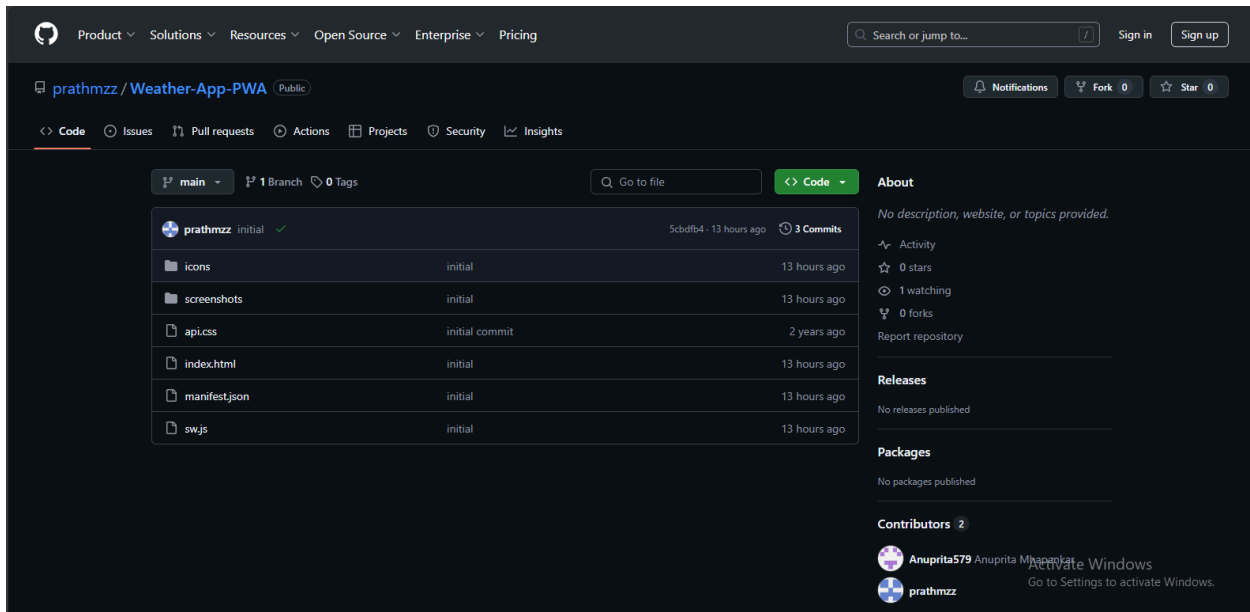 Product Solutions Resources Open Source Enterprise Pricing Search or jump to... / Sign in Sign up
prathmzz / Weather-App-PWA Public Notifications Fork 0 Star 0
Code Issues Pull requests Actions Projects Security Insights
main 1 Branch 0 Tags Go to file Code
prathmzz initial 5cbdfb4 · 13 hours ago 3 Commits
icons initial 13 hours ago
screenshots initial 13 hours ago
api.css initial commit 2 years ago
index.html initial 13 hours ago
manifest.json initial 13 hours ago
sw.js initial 13 hours ago
About
No description, website, or topics provided.
Activity
0 stars
1 watching
0 forks
Report repository
Releases
No releases published
Packages
No packages published
Contributors 2
Anuprita579 Anuprita Mhapankar
prathmzz
Activate Windows
Go to Settings to activate Windows.